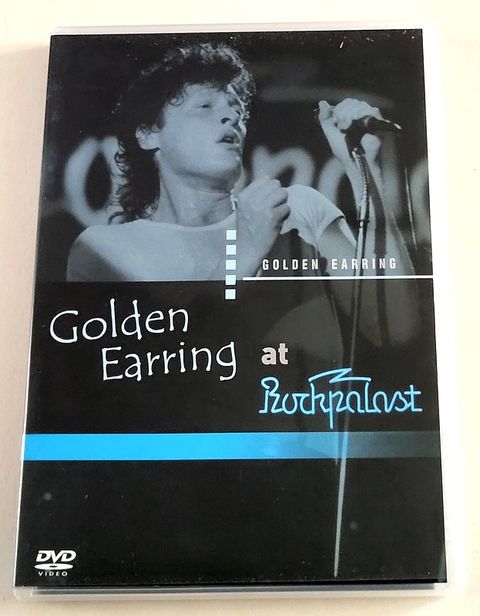 GOLDEN EARRING
Golden
Earring at
Rockpalast
DVD
VIDEO